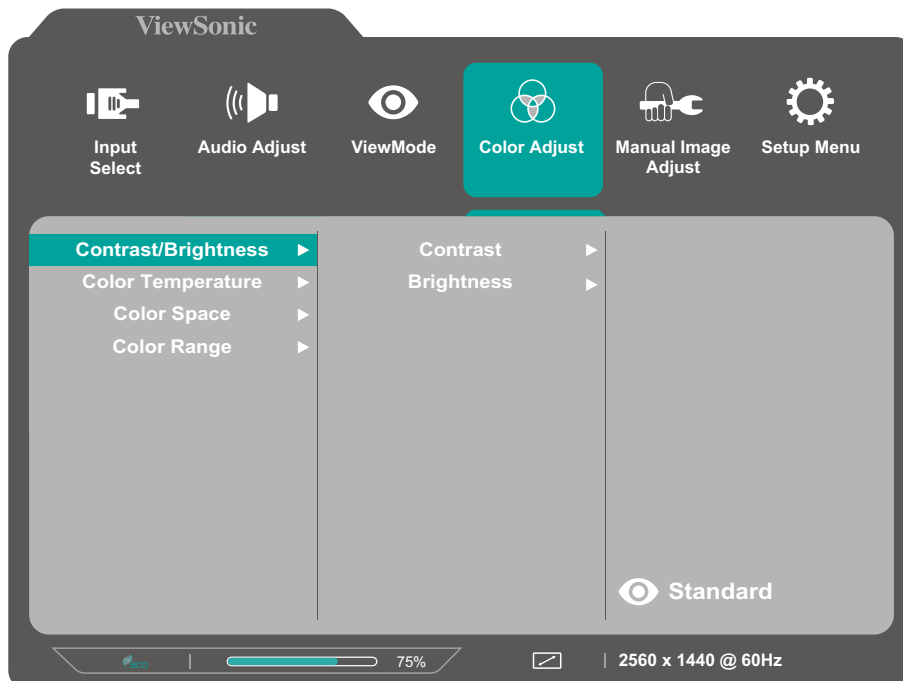 ViewSonic
Input
Select
Audio Adjust
ViewMode
Color Adjust
Manual Image
Adjust
Setup Menu
Contrast/Brightness
Color Temperature
Color Space
Color Range
Contrast
Brightness
Standard
eco
75%
2560 x 1440 @ 60Hz